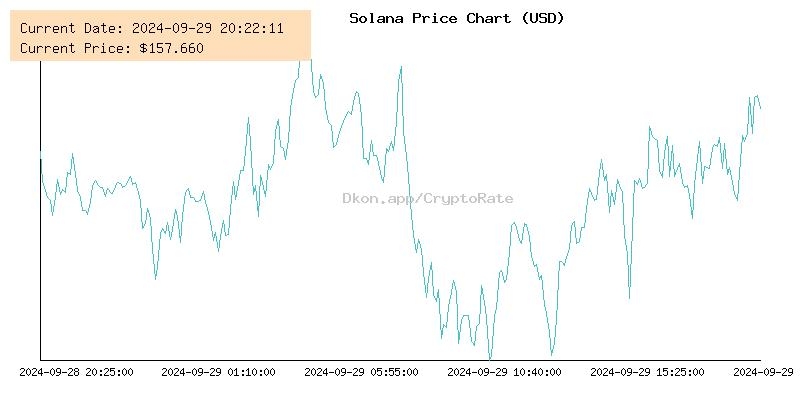 Solana Price Chart (USD)
Current Date: 2024-09-29 20:22:11
Current Price: $157.660
Dkon.app/CryptoRate
2024-09-28 20:25:00 2024-09-29 01:10:00 2024-09-29 05:55:00 2024-09-29 10:40:00 2024-09-29 15:25:00 2024-09-29